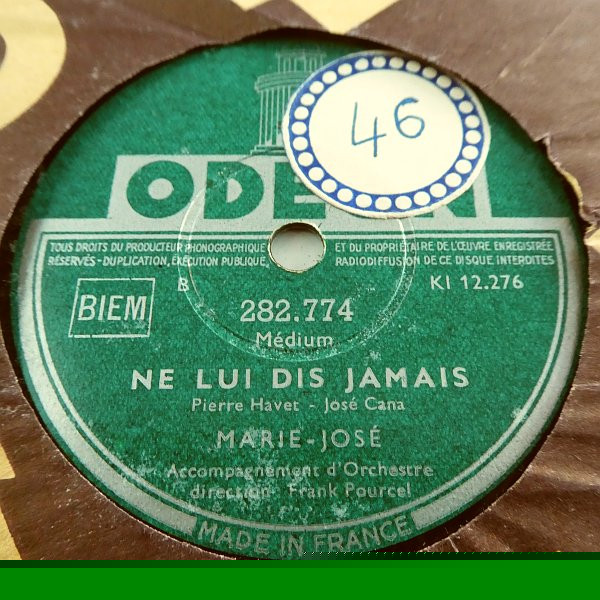 46
ODE
TOUS DROITS DU PRODUCTEUR PHONOGRAPHIQUE ET DU PROPRIÉTAIRE DE L'ŒUVRE ENREGISTRÉE
RÉSERVÉS - DUPLICATION, EXÉCUTION PUBLIQUE, RADIODIFFUSION DE CE DISQUE INTERDITES
BIEM
B
KI 12.276
282.774
Médium
NE LUI DIS JAMAIS
Pierre Havet - José Cana
MARIE-JOSÉ
Accompagnement d'Orchestre
direction Frank Pourcel
MADE IN FRANCE